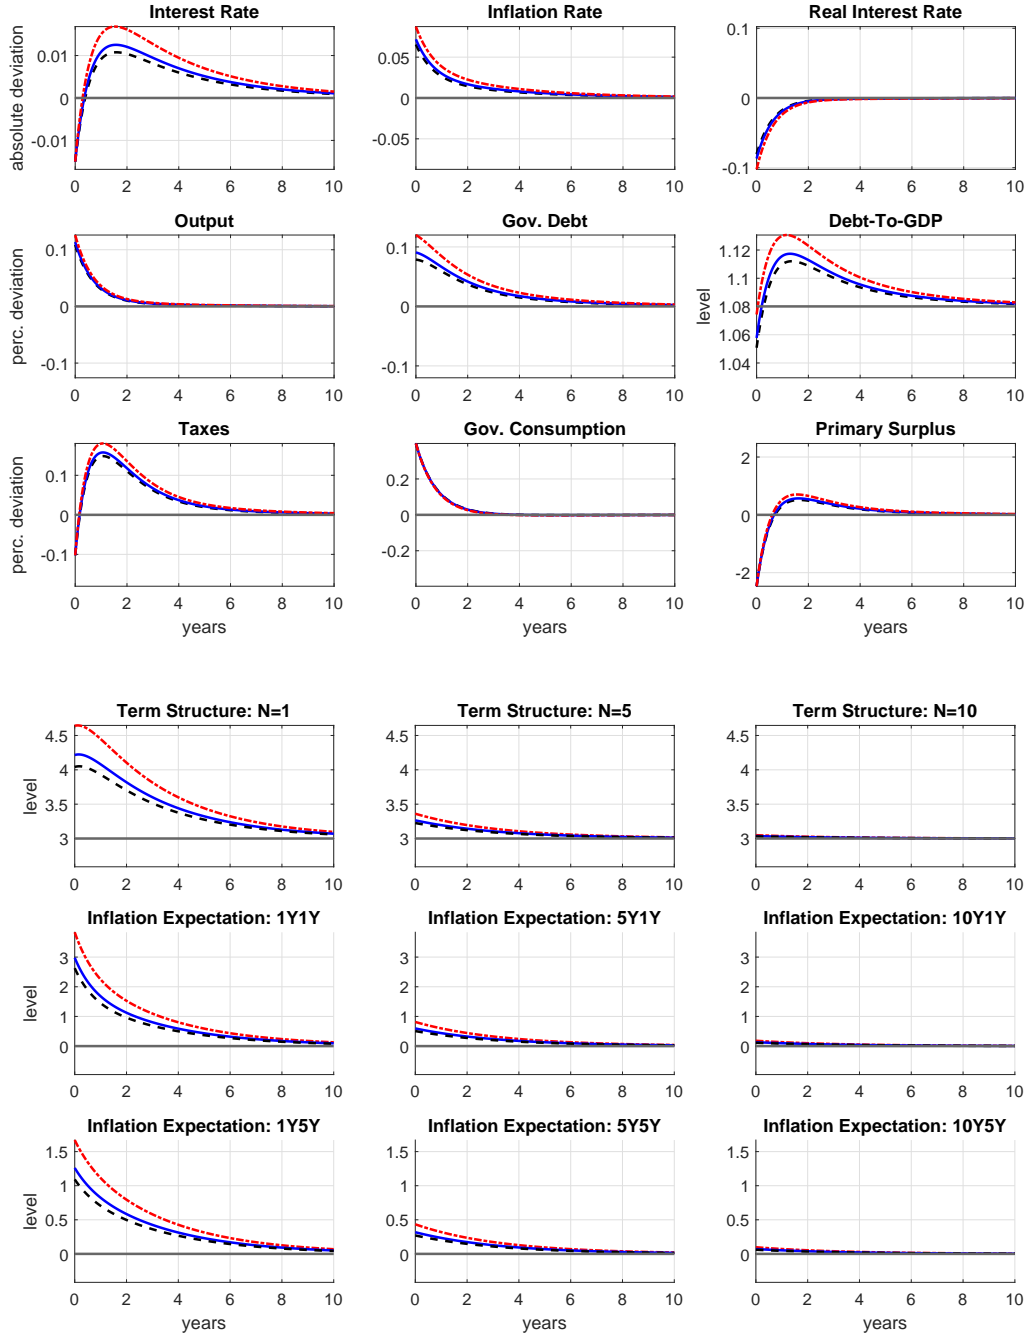 Interest Rate
Inflation Rate
Real Interest Rate
absolute deviation
0.01
0
-0.01
0 2 4 6 8 10
0.05
0
-0.05
0 2 4 6 8 10
0.1
0
-0.1
0 2 4 6 8 10
Output
Gov. Debt
Debt-To-GDP
perc. deviation
0.1
0
-0.1
0 2 4 6 8 10
0.1
0
-0.1
0 2 4 6 8 10
level
1.12
1.1
1.08
1.06
1.04
0 2 4 6 8 10
Taxes
Gov. Consumption
Primary Surplus
perc. deviation
0.1
0
-0.1
0 2 4 6 8 10
years
0.2
0
-0.2
0 2 4 6 8 10
years
2
0
-2
0 2 4 6 8 10
years
Term Structure: N=1
Term Structure: N=5
Term Structure: N=10
level
4.5
4
3.5
3
0 2 4 6 8 10
4.5
4
3.5
3
0 2 4 6 8 10
4.5
4
3.5
3
0 2 4 6 8 10
Inflation Expectation: 1Y1Y
Inflation Expectation: 5Y1Y
Inflation Expectation: 10Y1Y
level
3
2
1
0
0 2 4 6 8 10
3
2
1
0
0 2 4 6 8 10
3
2
1
0
0 2 4 6 8 10
Inflation Expectation: 1Y5Y
Inflation Expectation: 5Y5Y
Inflation Expectation: 10Y5Y
level
1.5
1
0.5
0
0 2 4 6 8 10
years
1.5
1
0.5
0
0 2 4 6 8 10
years
1.5
1
0.5
0
0 2 4 6 8 10
years